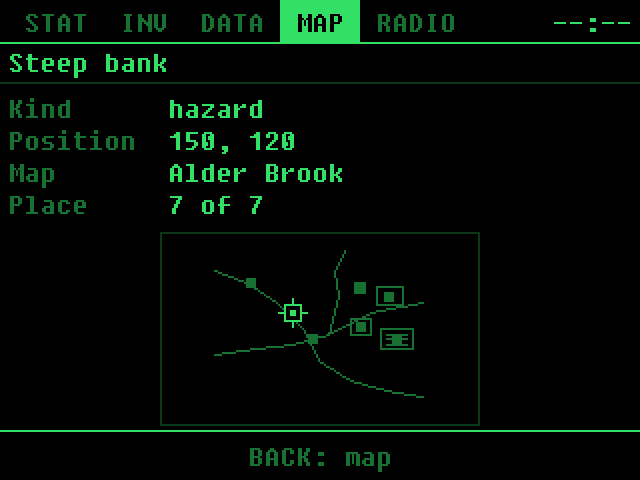 STAT INV DATA MAP RADIO --:--
Steep bank
Kind hazard
Position 150, 120
Map Alder Brook
Place 7 of 7
BACK: map